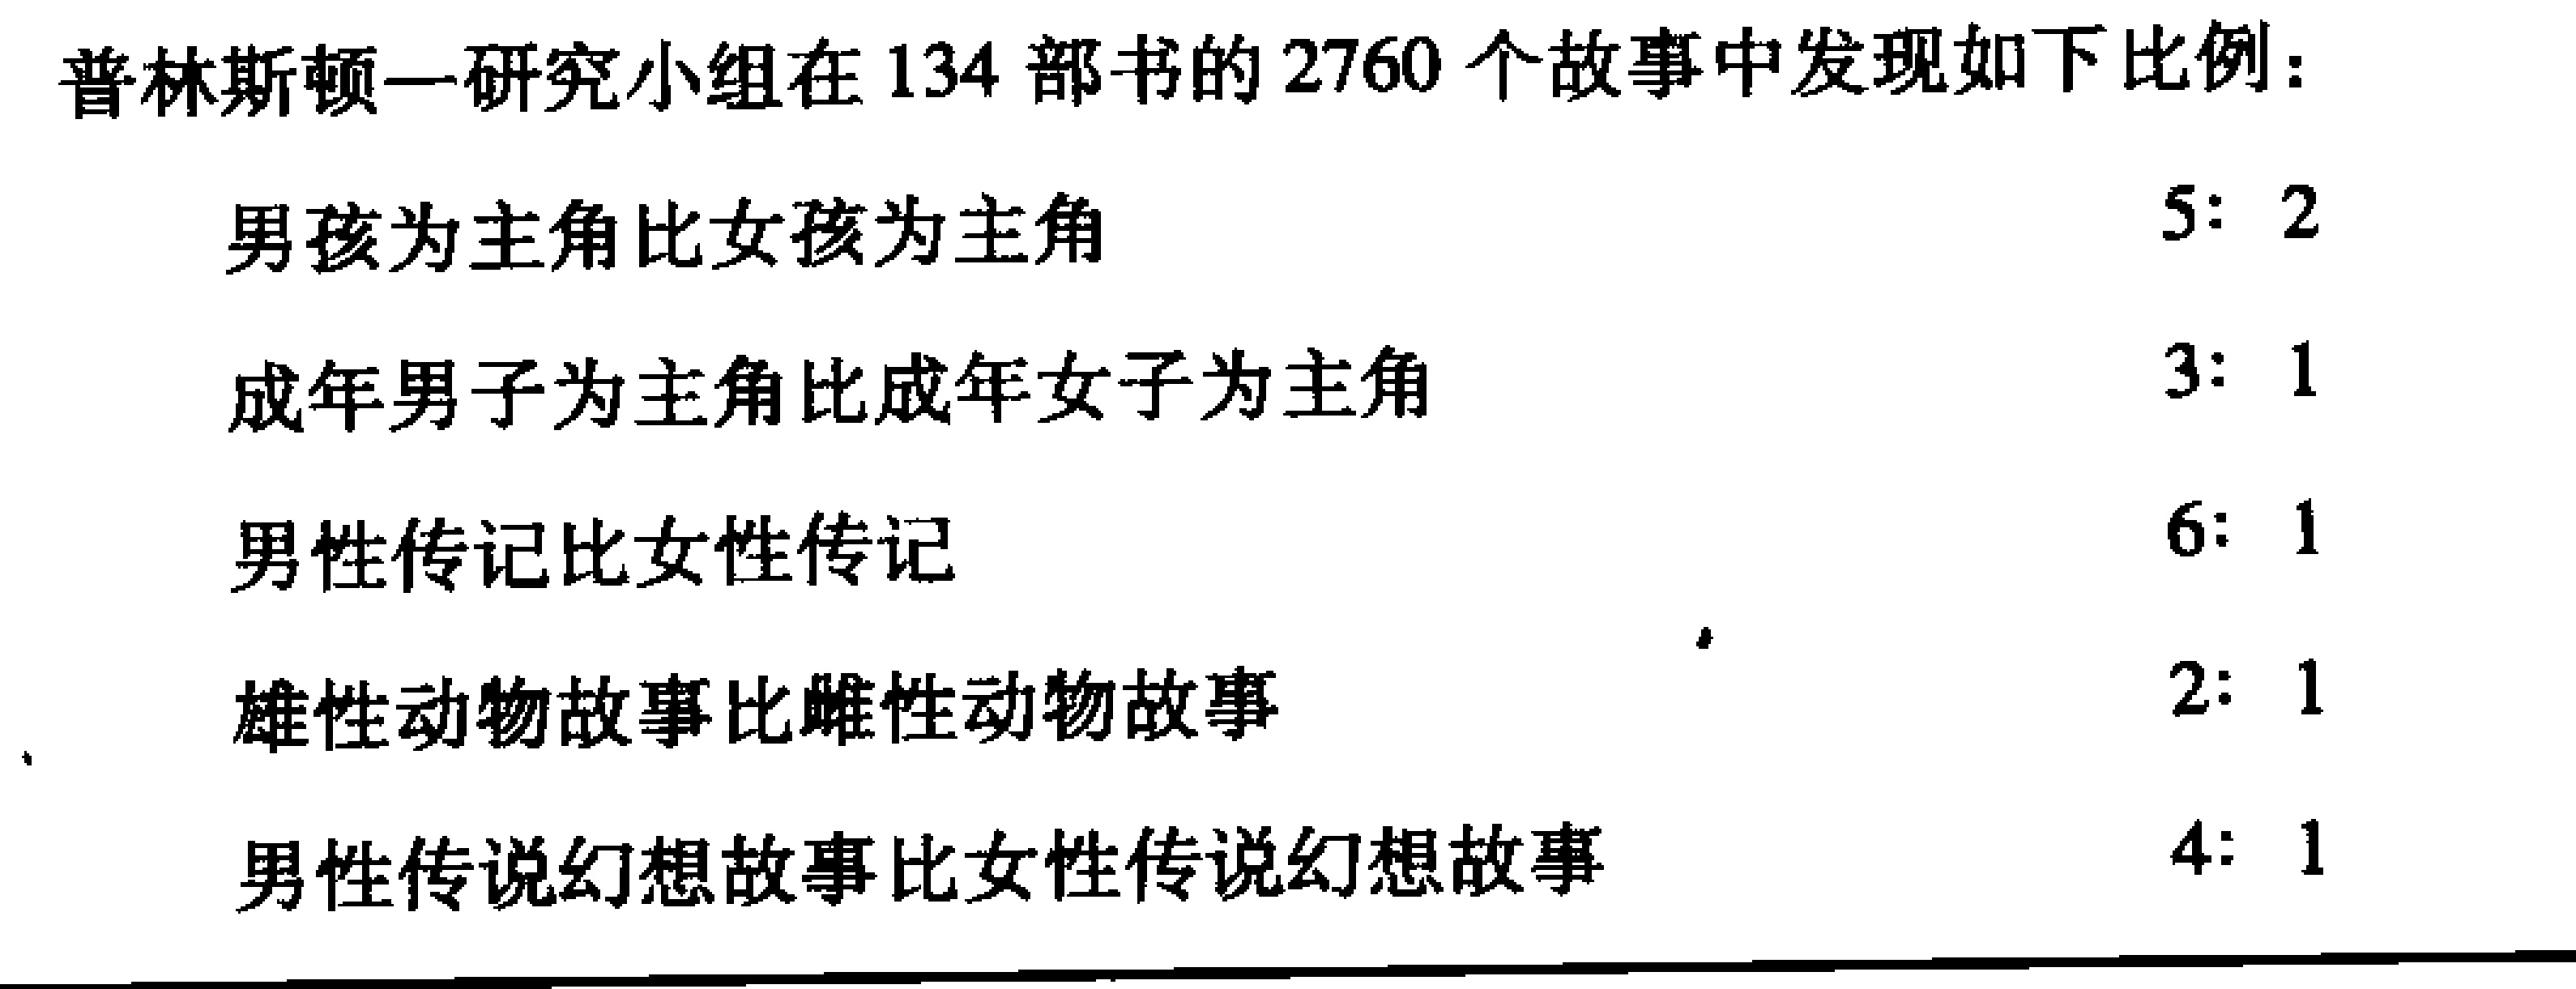 普林斯顿一研究小组在 134 部书的 2760 个故事中发现如下比例：
男孩为主角比女孩为主角 5： 2
成年男子为主角比成年女子为主角 3： 1
男性传记比女性传记 6： 1
雄性动物故事比雌性动物故事 2： 1
男性传说幻想故事比女性传说幻想故事 4： 1